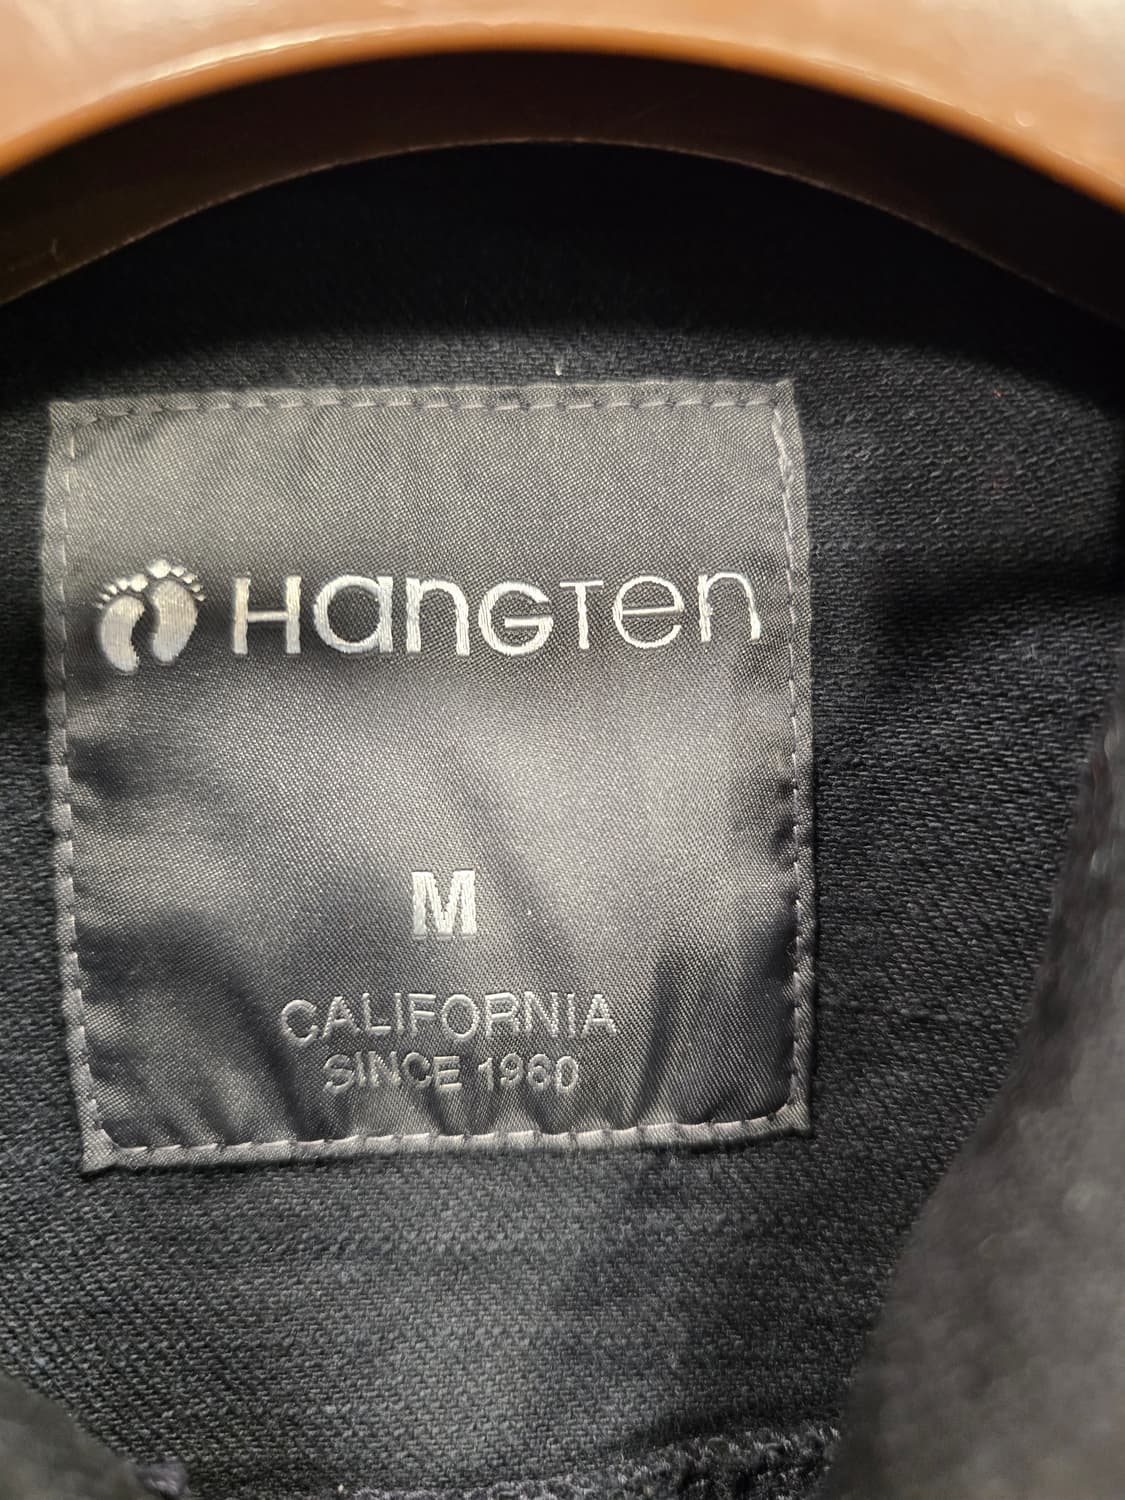 HangTen
M
CALIFORNIA
SINCE 1960